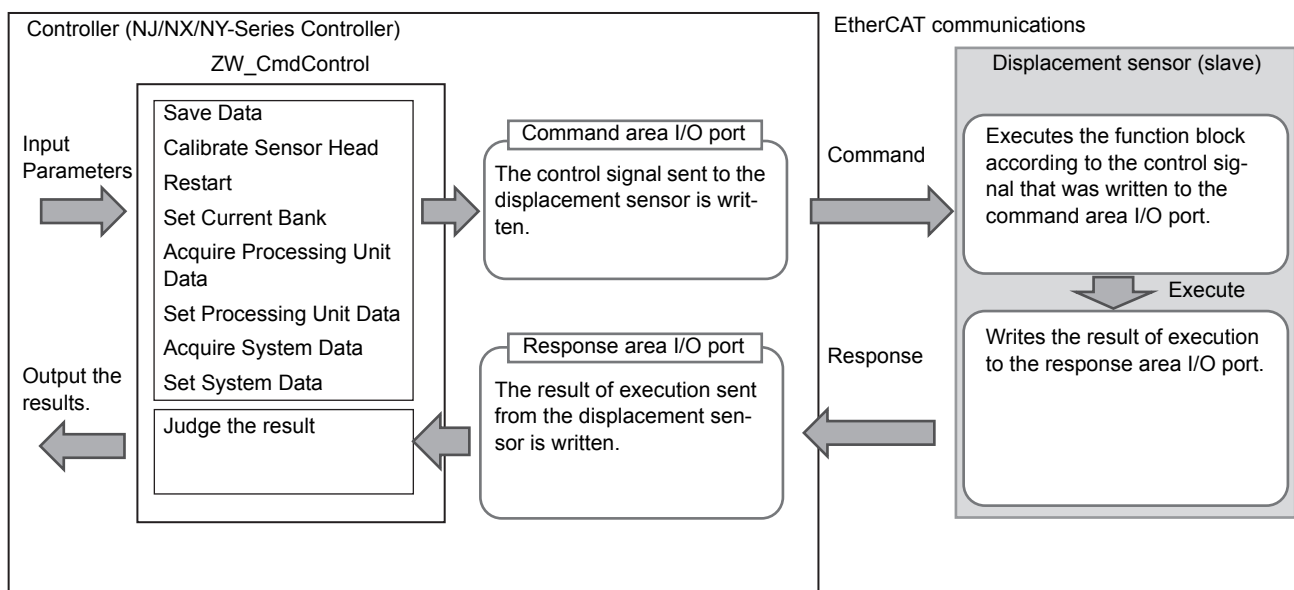 Controller (NJ/NX/NY-Series Controller)
EtherCAT communications
ZW_CmdControl
Displacement sensor (slave)
Input
Parameters
Save Data
Calibrate Sensor Head
Restart
Set Current Bank
Acquire Processing Unit
Data
Set Processing Unit Data
Acquire System Data
Set System Data
Command area I/O port
The control signal sent to the
displacement sensor is writ-
ten.
Command
Executes the function block
according to the control sig-
nal that was written to the
command area I/O port.
Execute
Writes the result of execution
to the response area I/O port.
Response
Response area I/O port
The result of execution sent
from the displacement sen-
sor is written.
Judge the result
Output the
results.